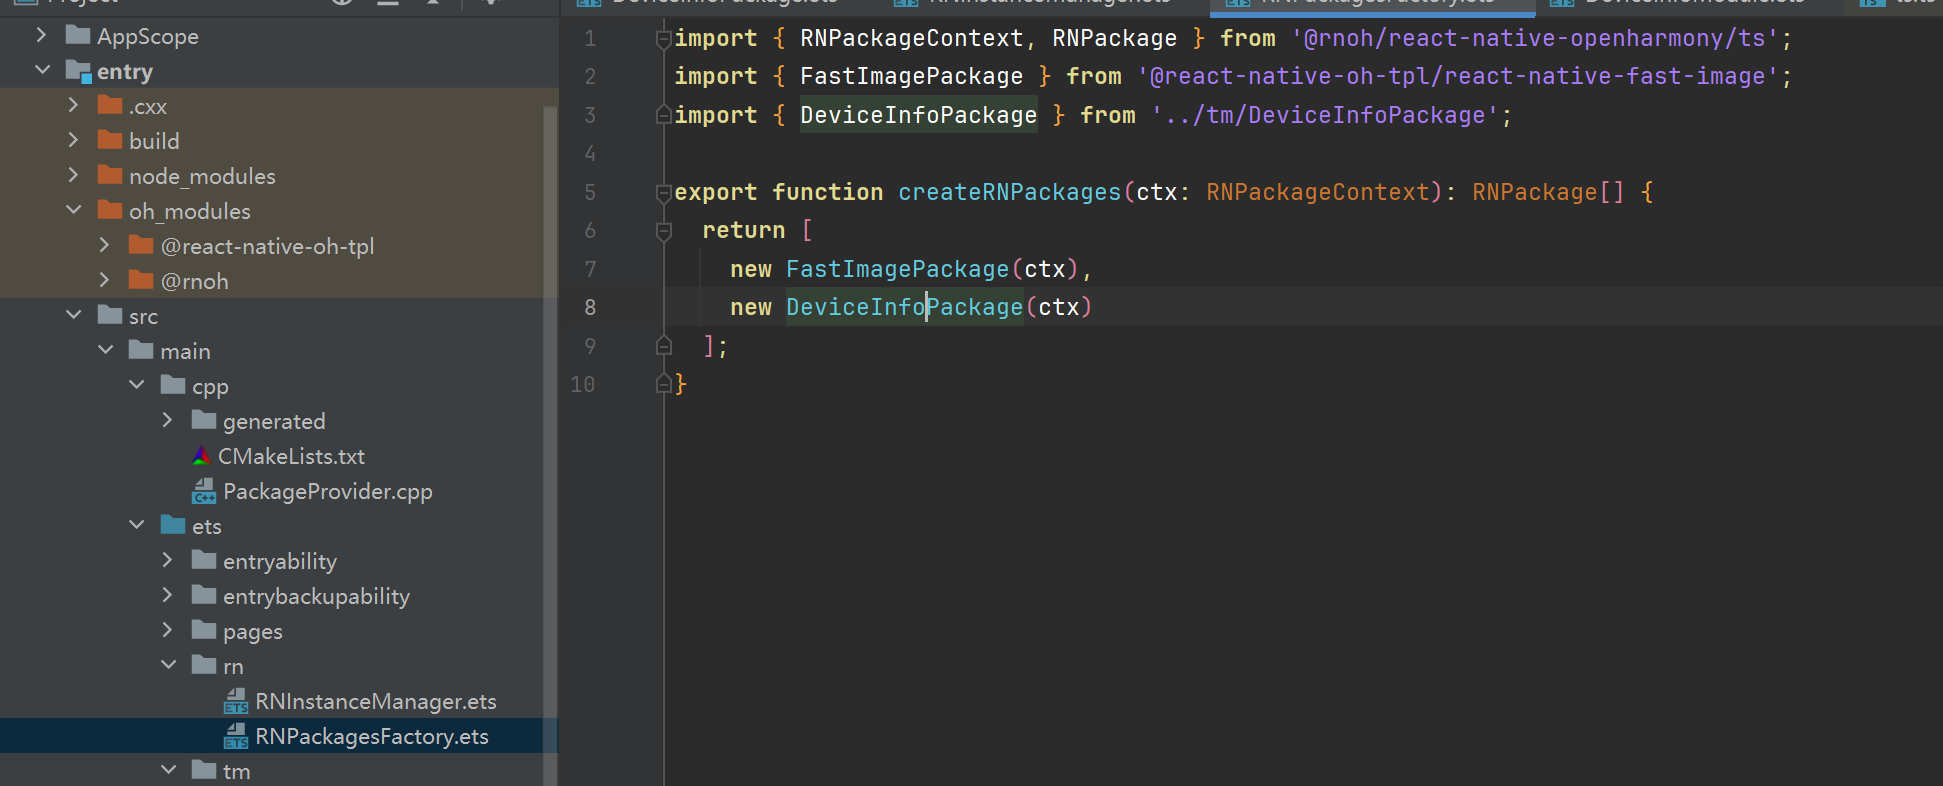 AppScope
entry
.cxx
build
node_modules
oh_modules
@react-native-oh-tpl
@rnoh
src
main
cpp
generated
CMakeLists.txt
PackageProvider.cpp
ets
entryability
entrybackupability
pages
rn
RNInstanceManager.ets
RNPackagesFactory.ets
tm
1 import { RNPackageContext, RNPackage } from '@rnoh/react-native-openharmony/ts';
2 import { FastImagePackage } from '@react-native-oh-tpl/react-native-fast-image';
3 import { DeviceInfoPackage } from '../tm/DeviceInfoPackage';
4
5 export function createRNPackages(ctx: RNPackageContext): RNPackage[] {
6 return [
7 new FastImagePackage(ctx),
8 new DeviceInfoPackage(ctx)
9 ];
10 }